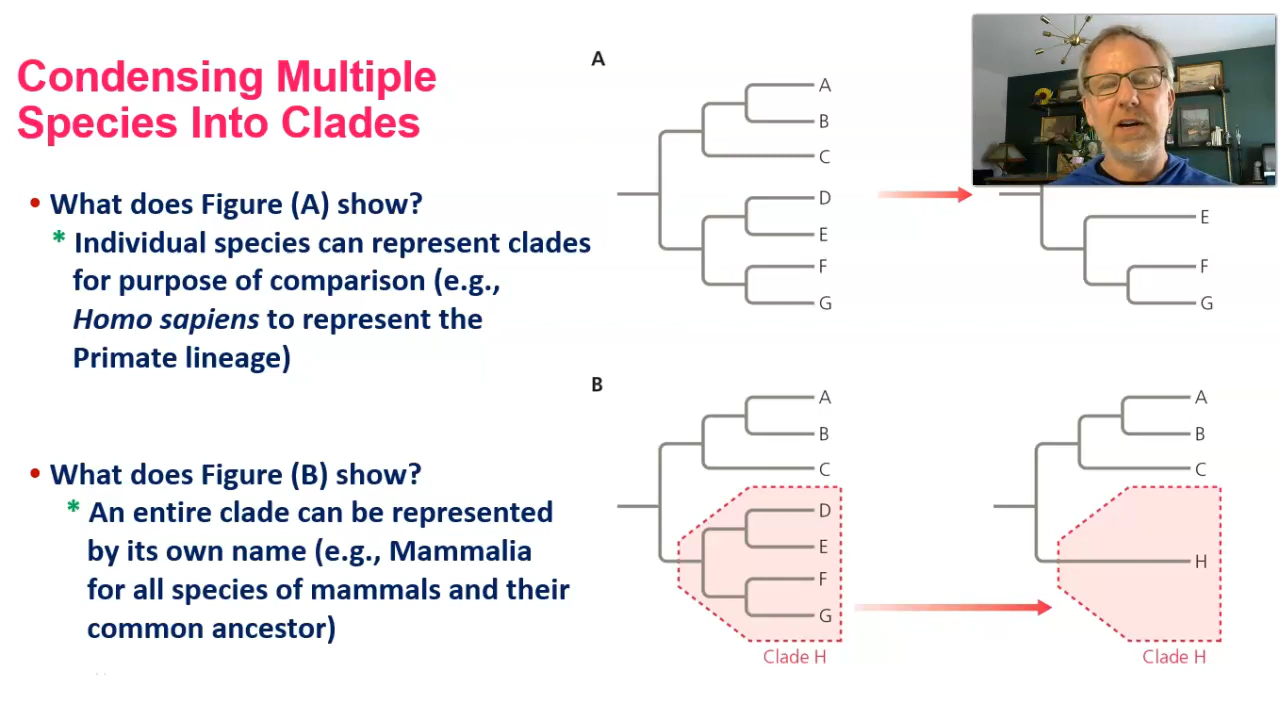 Condensing Multiple
Species Into Clades
• What does Figure (A) show?
* Individual species can represent clades
for purpose of comparison (e.g.,
Homo sapiens to represent the
Primate lineage)
• What does Figure (B) show?
* An entire clade can be represented
by its own name (e.g., Mammalia
for all species of mammals and their
common ancestor)
A
A
B
C
D
E
F
G
E
F
G
B
A
B
C
D
E
F
G
Clade H
A
B
C
H
Clade H